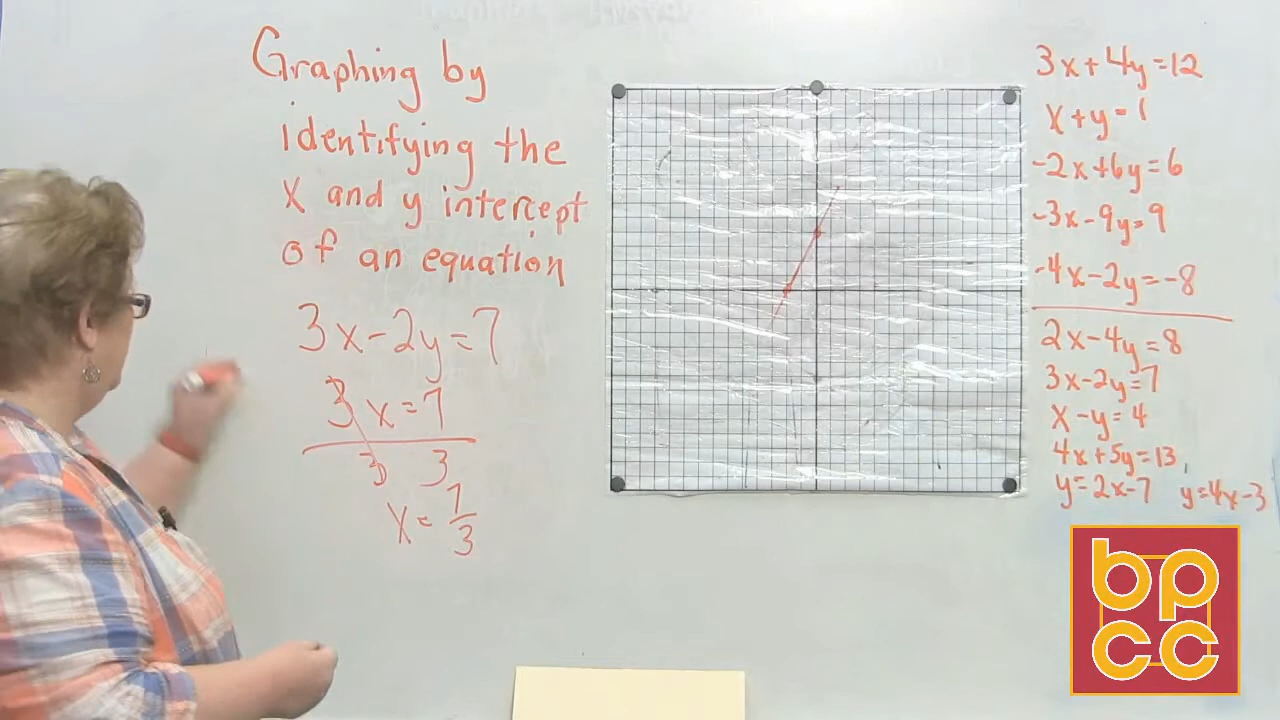 Graphing by
identifying the
x and y intercept
of an equation
3x-2y=7
3x=7
3 3
x=7/3
3x+4y=12
x+y=1
-2x+6y=6
-3x-9y=9
-4x-2y=-8
2x-4y=8
3x-2y=7
x-y=4
4x+5y=13
y=2x-7 y=4x-3
bp
cc